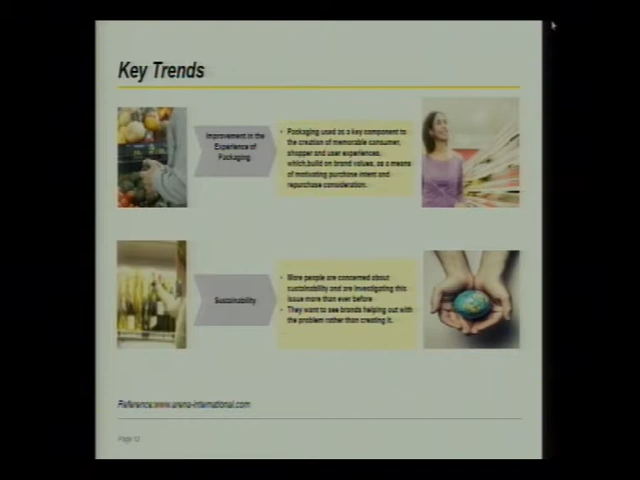 Key Trends
Improvement in the
Experience of
Packaging
• Packaging used as a key component to
the creation of memorable consumer,
shopper and user experiences,
which,build on brand values, as a means
of motivating purchase intent and
repurchase consideration.
Sustainability
• More people are concerned about
sustainability and are investigating this
issue more than ever before
• They want to see brands helping out with
the problem rather than creating it.
Reference:www.arena-international.com
Page 12